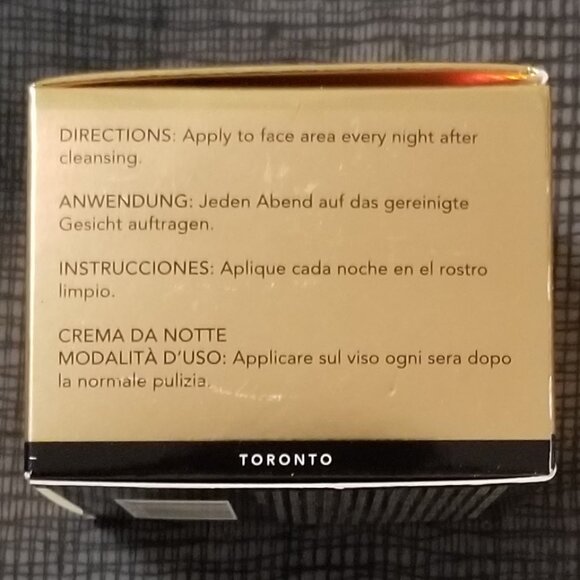 DIRECTIONS: Apply to face area every night after
cleansing.
ANWENDUNG: Jeden Abend auf das gereinigte
Gesicht auftragen.
INSTRUCCIONES: Aplique cada noche en el rostro
limpio.
CREMA DA NOTTE
MODALITÀ D'USO: Applicare sul viso ogni sera dopo
la normale pulizia.
TORONTO